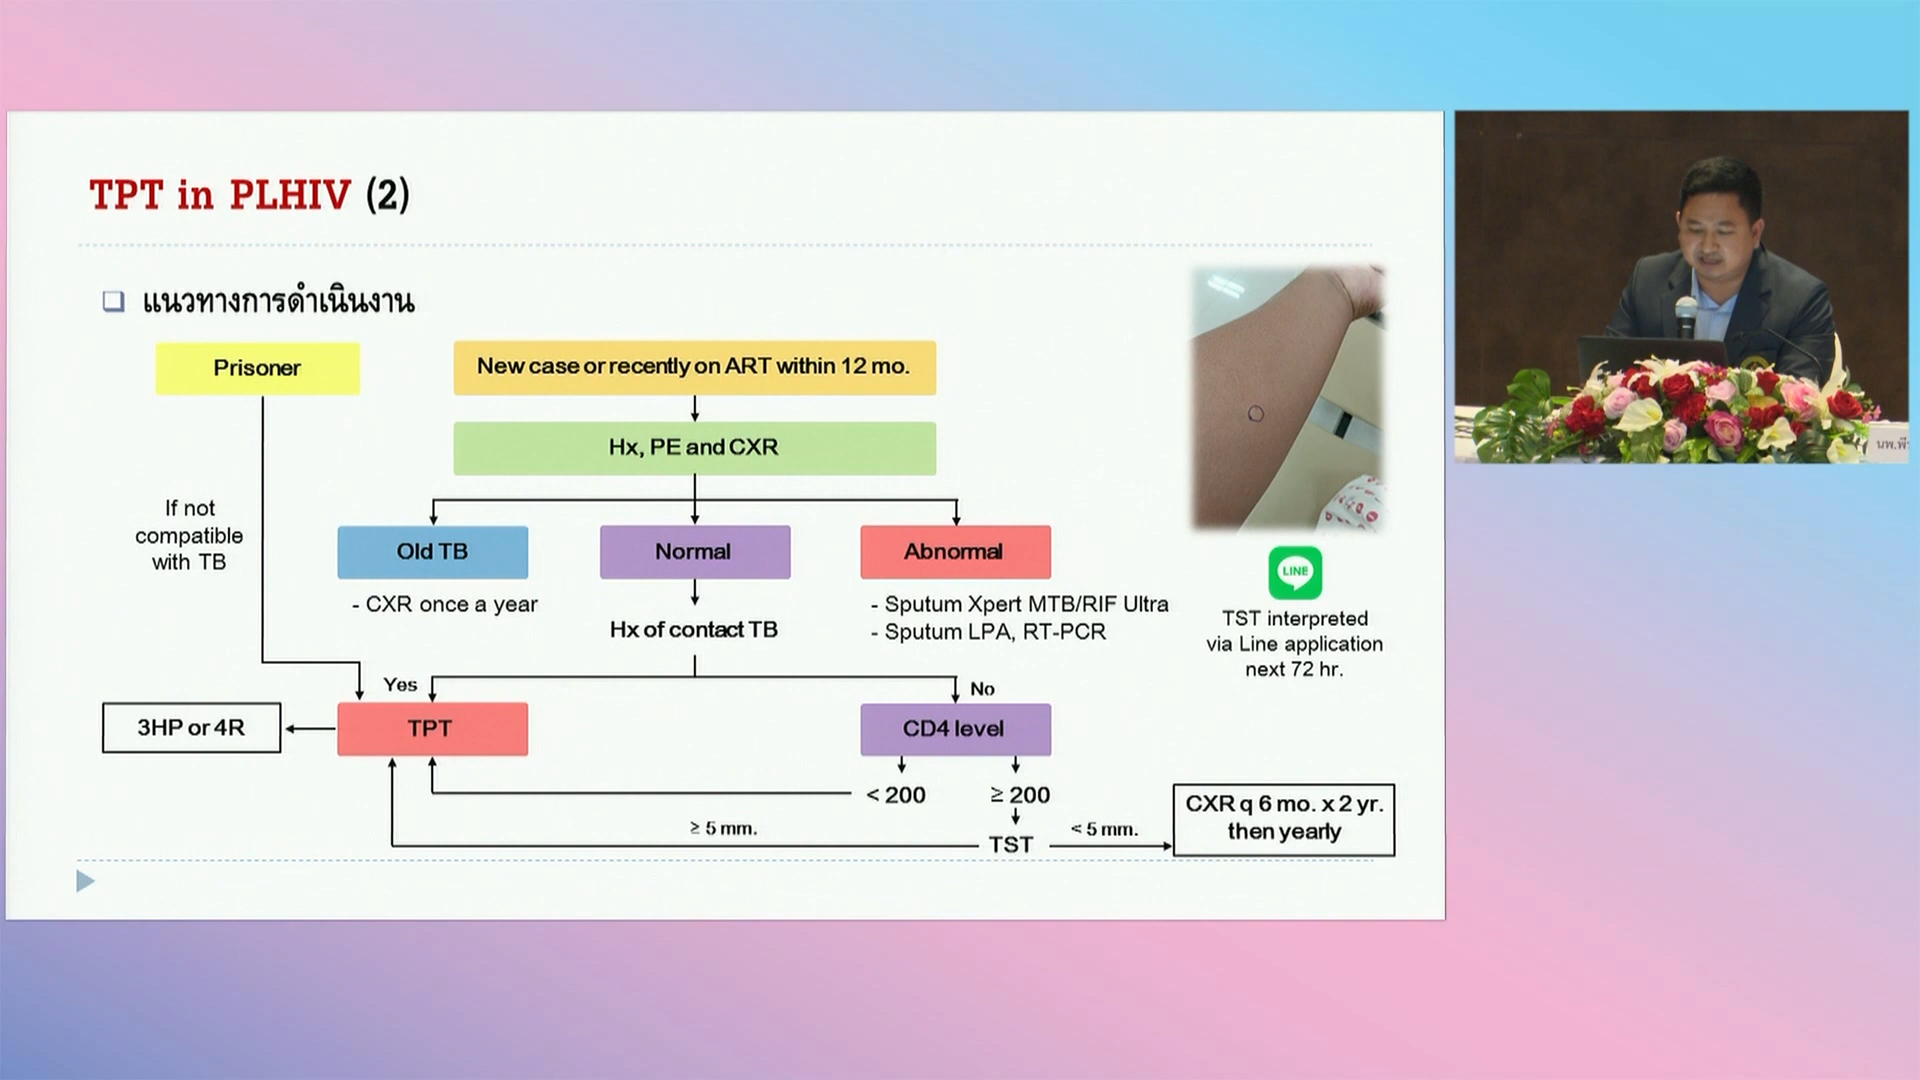 TPT in PLHIV (2)
❑ แนวทางการดำเนินงาน
Prisoner
New case or recently on ART within 12 mo.
Hx, PE and CXR
If not
compatible
with TB
Old TB
Normal
Abnormal
- CXR once a year
Hx of contact TB
- Sputum Xpert MTB/RIF Ultra
- Sputum LPA, RT-PCR
LINE
TST interpreted
via Line application
next 72 hr.
Yes
No
3HP or 4R
TPT
CD4 level
< 200
≥ 200
≥ 5 mm.
TST
< 5 mm.
CXR q 6 mo. x 2 yr.
then yearly